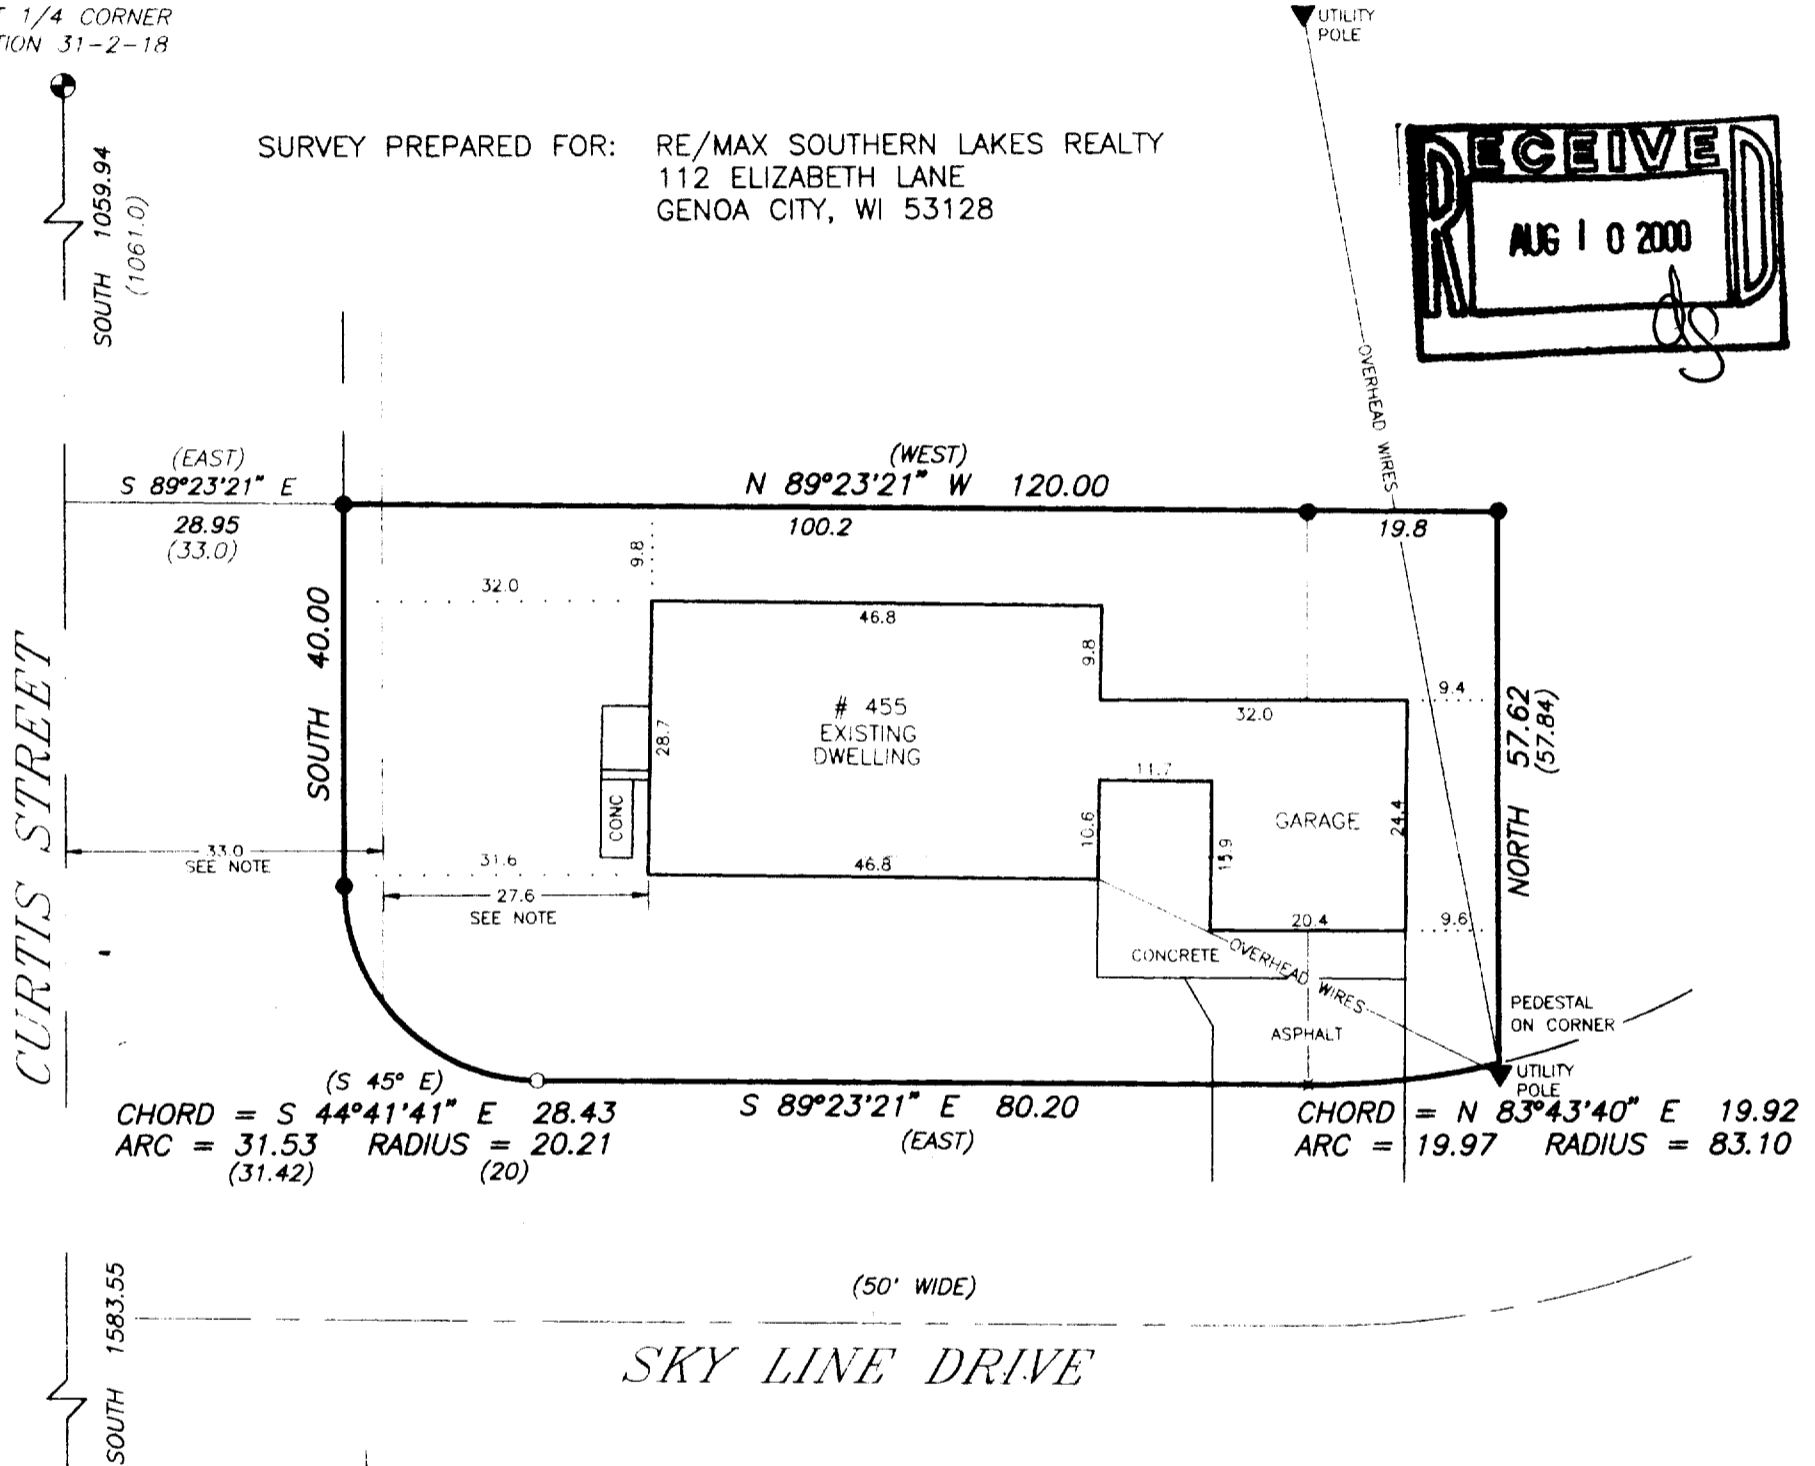 1/4 CORNER
31-2-18
UTILITY
POLE
SURVEY PREPARED FOR: RE/MAX SOUTHERN LAKES REALTY
112 ELIZABETH LANE
GENOA CITY, WI 53128
RECEIVED
AUG 10 2000
ds
SOUTH 1059.94
(1061.0)
OVERHEAD WIRES
(EAST)
S 89°23'21" E
28.95
(33.0)
(WEST)
N 89°23'21" W 120.00
100.2
19.8
9.8
32.0
46.8
9.8
SOUTH 40.00
# 455
EXISTING
DWELLING
28.7
32.0
9.4
NORTH 57.62
(57.84)
CURTIS STREET
CONC
11.7
10.6
15.9
GARAGE
24.4
33.0
SEE NOTE
31.6
46.8
27.6
SEE NOTE
20.4
9.6
CONCRETE
OVERHEAD WIRES
ASPHALT
PEDESTAL
ON CORNER
UTILITY
POLE
(S 45° E)
CHORD = S 44°41'41" E 28.43
ARC = 31.53 RADIUS = 20.21
(31.42) (20)
S 89°23'21" E 80.20
(EAST)
CHORD = N 83°43'40" E 19.92
ARC = 19.97 RADIUS = 83.10
SOUTH 1583.55
(50' WIDE)
SKY LINE DRIVE